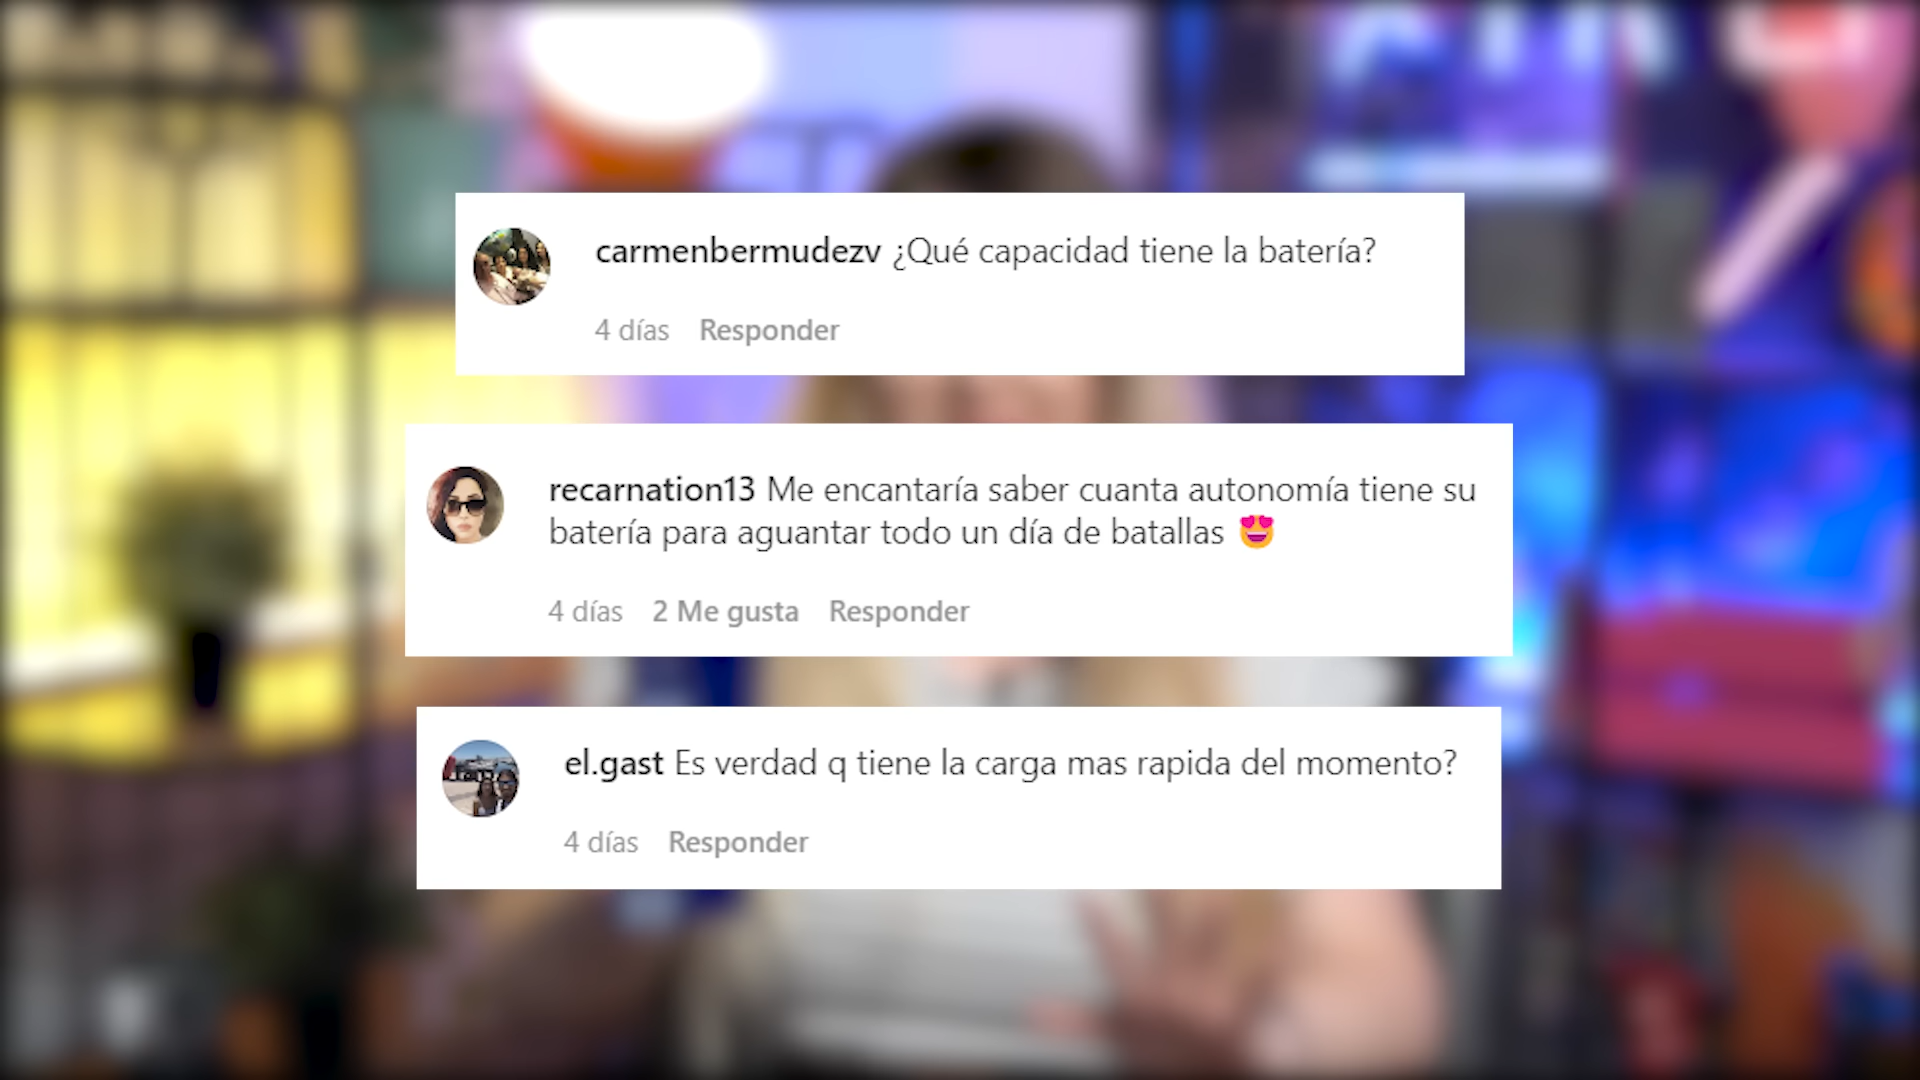 carmenbermudezv ¿Qué capacidad tiene la batería?
4 días Responder
recarnation13 Me encantaría saber cuanta autonomía tiene su
batería para aguantar todo un día de batallas 😍
4 días 2 Me gusta Responder
el.gast Es verdad q tiene la carga mas rapida del momento?
4 días Responder